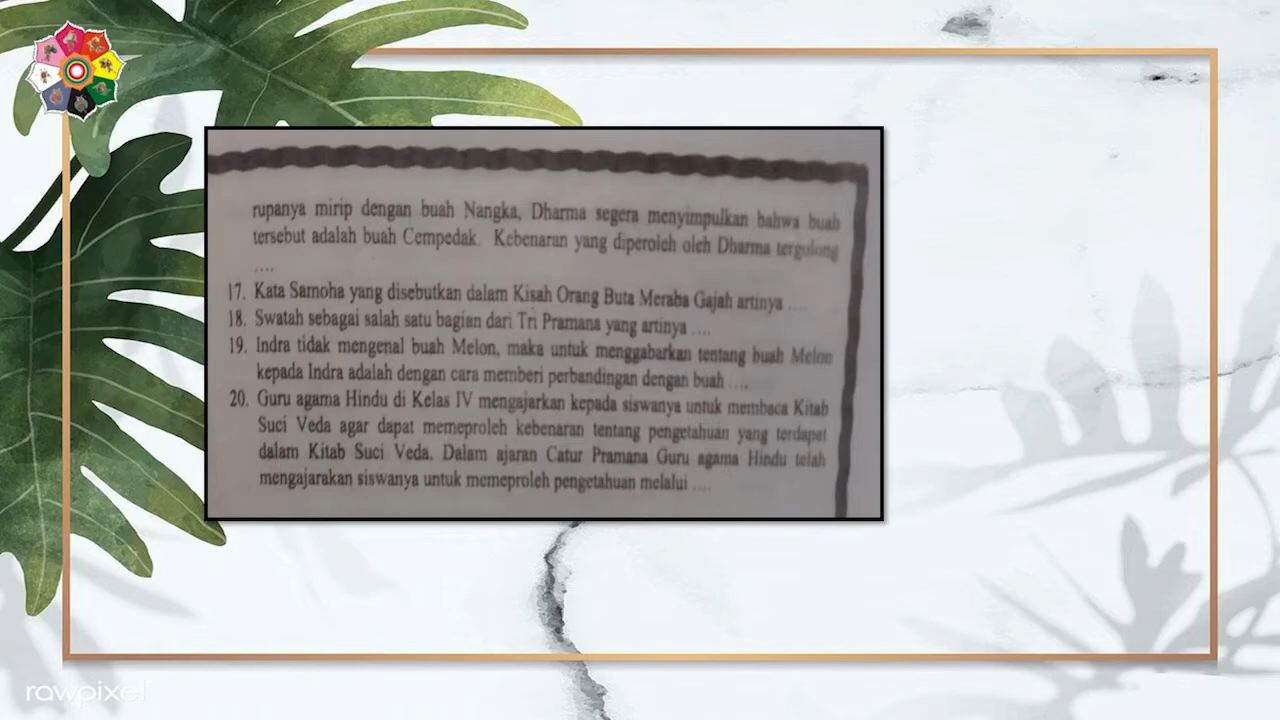 rupanya mirip dengan buah Nangka, Dharma segera menyimpulkan bahwa buah
tersebut adalah buah Cempedak. Kebenaran yang diperoleh oleh Dharma tergolong
....
17. Kata Samoha yang disebutkan dalam Kisah Orang Buta Meraba Gajah artinya ....
18. Swatah sebagai salah satu bagian dari Tri Pramana yang artinya ....
19. Indra tidak mengenal buah Melon, maka untuk menggabarkan tentang buah Melon
kepada Indra adalah dengan cara memberi perbandingan dengan buah ....
20. Guru agama Hindu di Kelas IV mengajarkan kepada siswanya untuk membaca Kitab
Suci Veda agar dapat memeproleh kebenaran tentang pengetahuan yang terdapat
dalam Kitab Suci Veda. Dalam ajaran Catur Pramana Guru agama Hindu telah
mengajarakan siswanya untuk memeproleh pengetahuan melalui ....
rawpixel